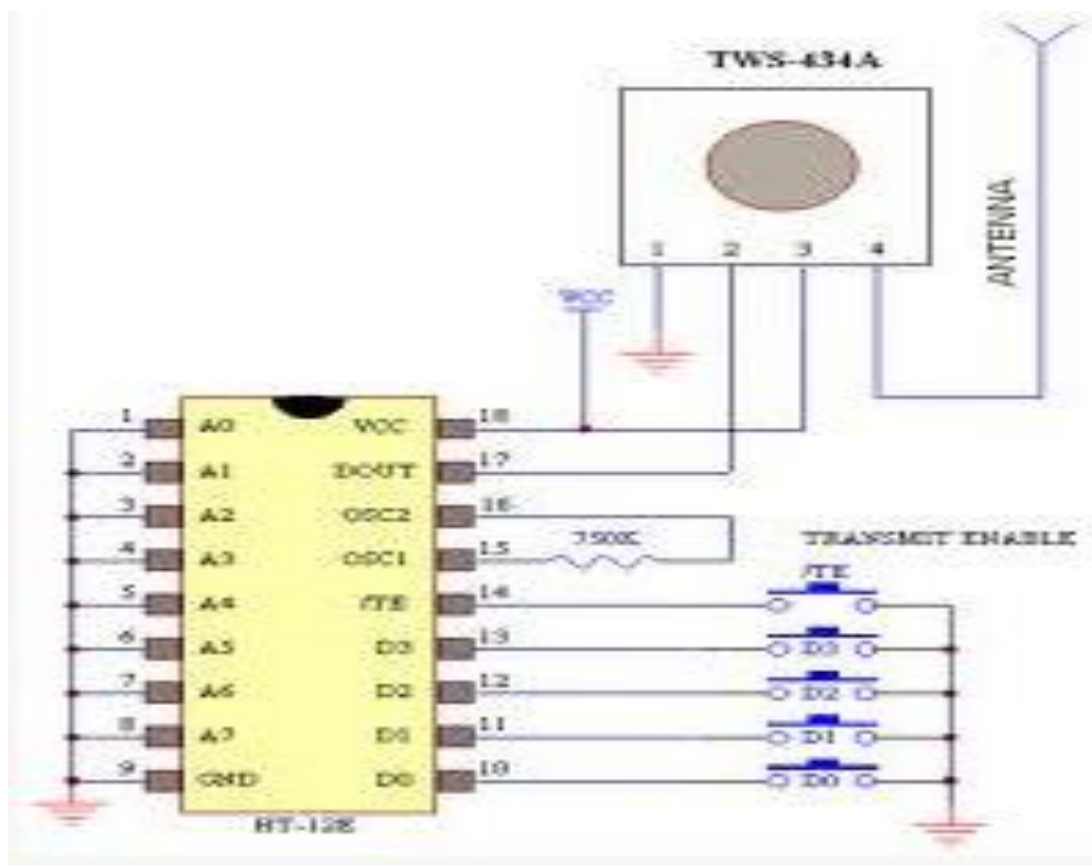 TWS-434A
1 2 3 4
ANTENNA
VCC
1 A0 VCC 18
2 A1 DOUT 17
3 A2 OSC2 16
4 A3 OSC1 15
5 A4 /TE 14
6 A5 D3 13
7 A6 D2 12
8 A7 D1 11
9 GND D0 10
HT-12E
TRANSMIT ENABLE
/TE
D3
D2
D1
D0